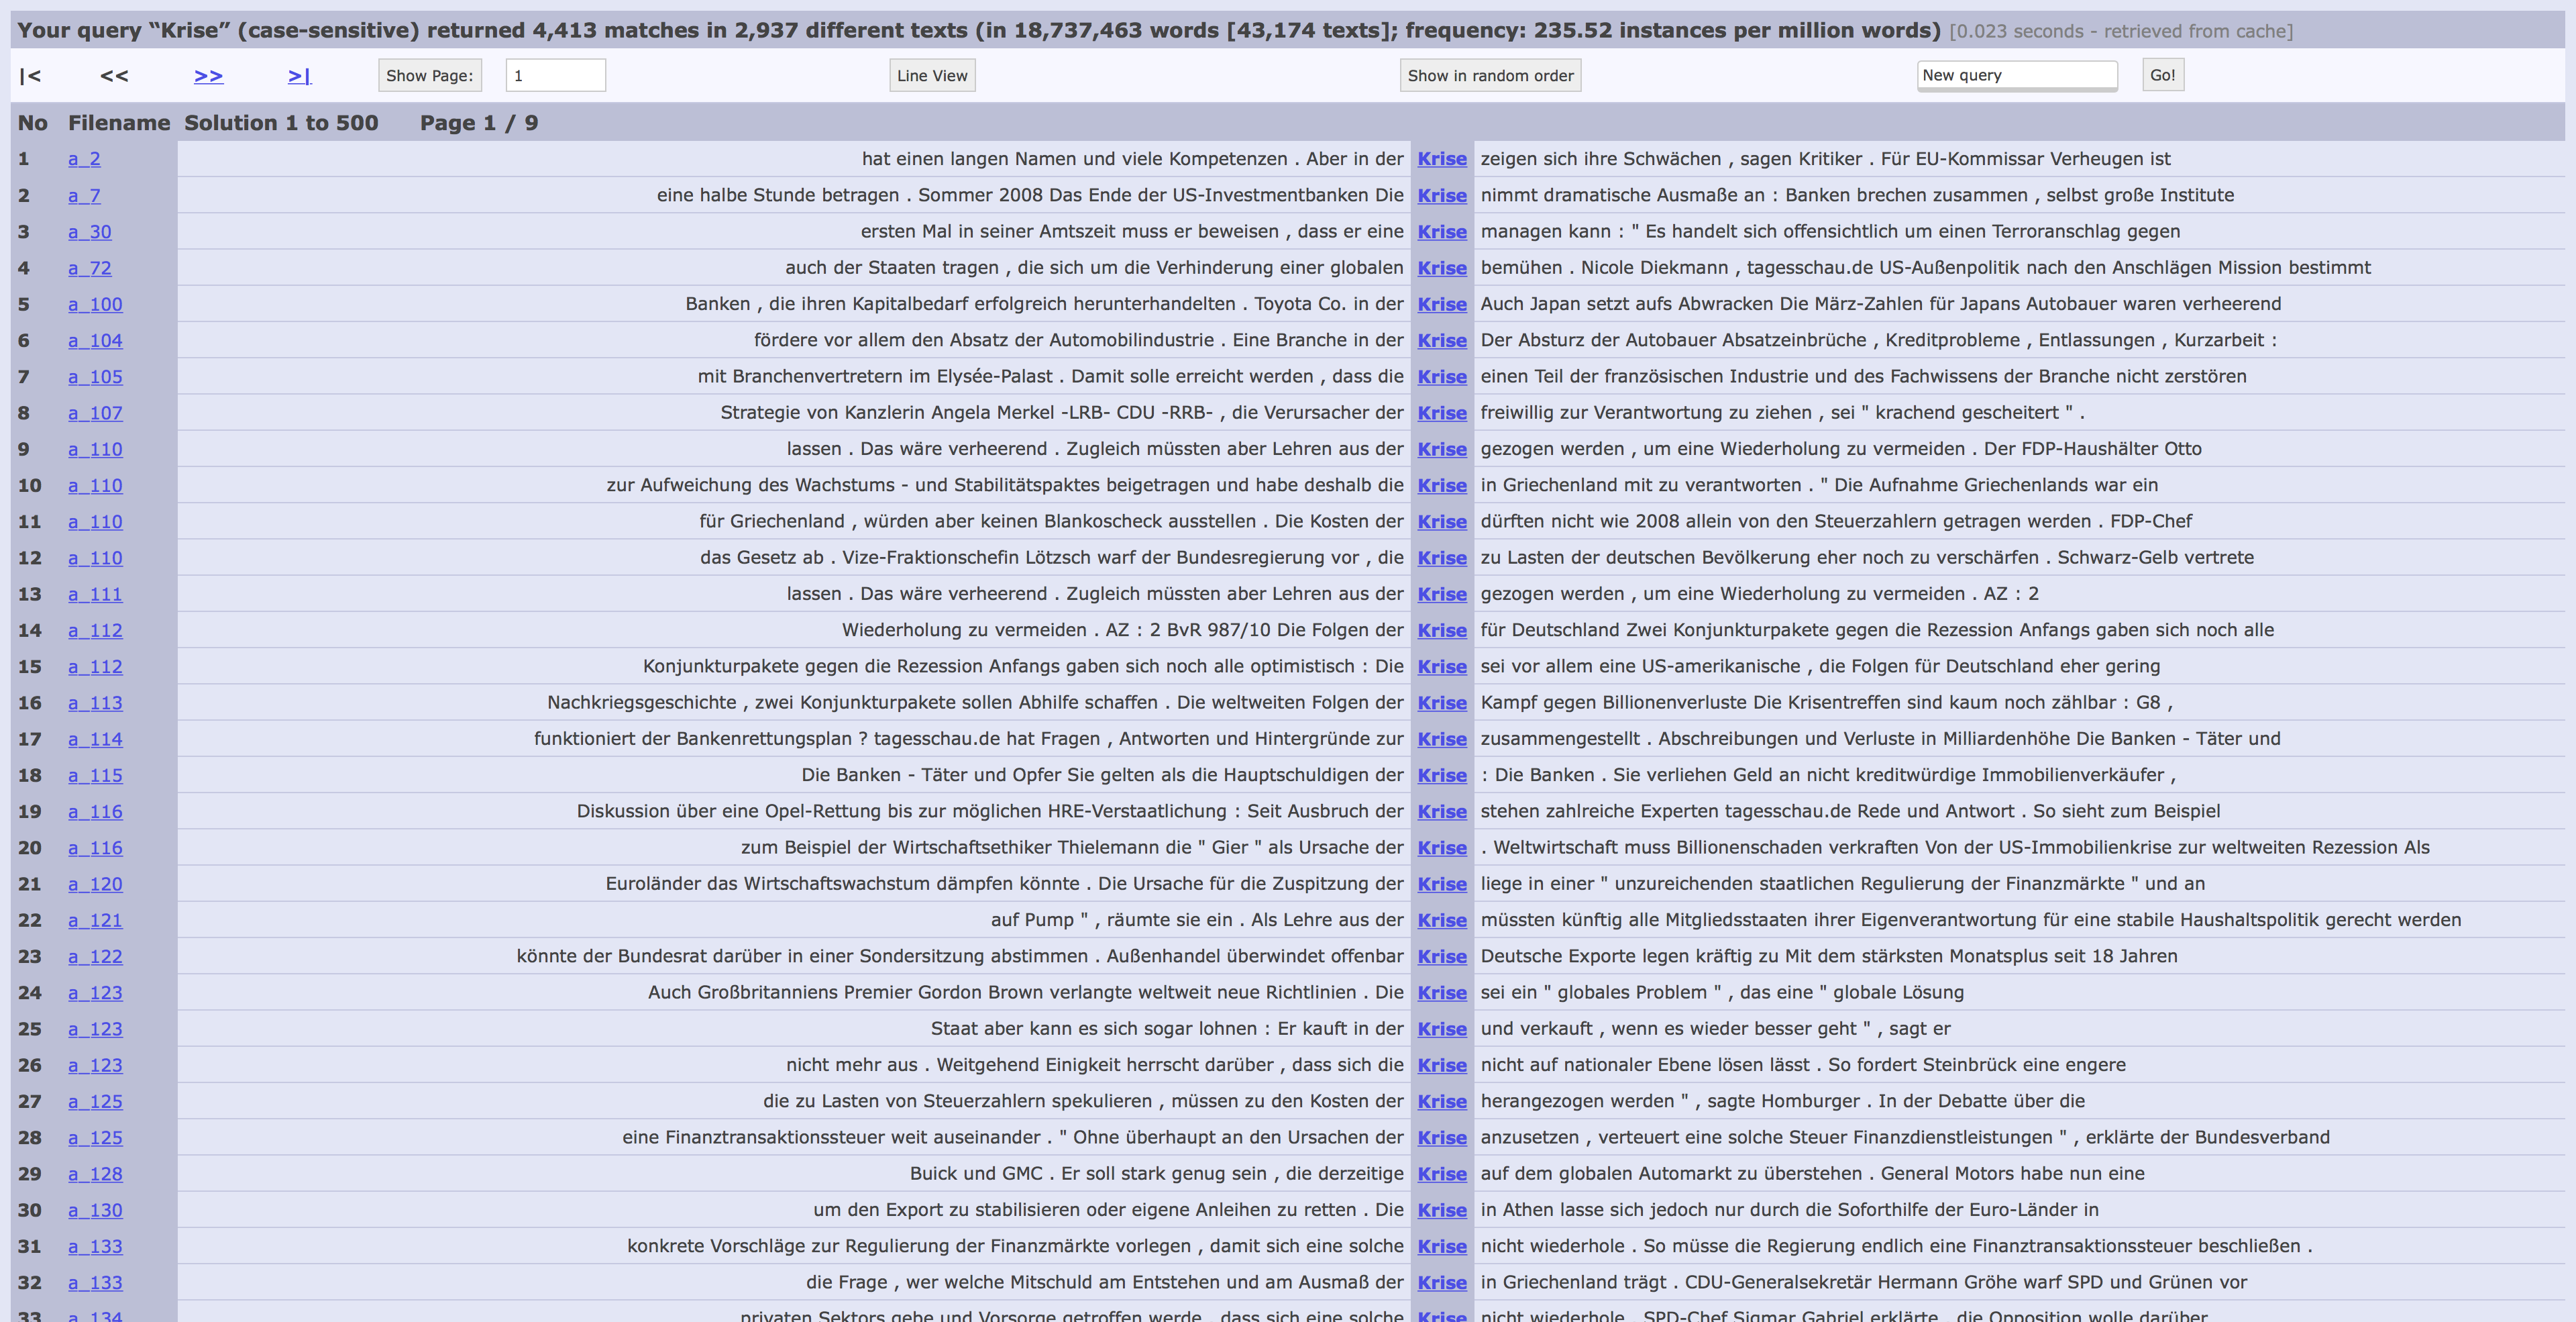 Your query “Krise” (case-sensitive) returned 4,413 matches in 2,937 different texts (in 18,737,463 words [43,174 texts]; frequency: 235.52 instances per million words) [0.023 seconds - retrieved from cache]
|< << >> >| Show Page: 1 Line View Show in random order New query Go!
No Filename Solution 1 to 500 Page 1 / 9
1 a_2 hat einen langen Namen und viele Kompetenzen . Aber in der Krise zeigen sich ihre Schwächen , sagen Kritiker . Für EU-Kommissar Verheugen ist
2 a_7 eine halbe Stunde betragen . Sommer 2008 Das Ende der US-Investmentbanken Die Krise nimmt dramatische Ausmaße an : Banken brechen zusammen , selbst große Institute
3 a_30 ersten Mal in seiner Amtszeit muss er beweisen , dass er eine Krise managen kann : " Es handelt sich offensichtlich um einen Terroranschlag gegen
4 a_72 auch der Staaten tragen , die sich um die Verhinderung einer globalen Krise bemühen . Nicole Diekmann , tagesschau.de US-Außenpolitik nach den Anschlägen Mission bestimmt
5 a_100 Banken , die ihren Kapitalbedarf erfolgreich herunterhandelten . Toyota Co. in der Krise Auch Japan setzt aufs Abwracken Die März-Zahlen für Japans Autobauer waren verheerend
6 a_104 fördere vor allem den Absatz der Automobilindustrie . Eine Branche in der Krise Der Absturz der Autobauer Absatzeinbrüche , Kreditprobleme , Entlassungen , Kurzarbeit :
7 a_105 mit Branchenvertretern im Elysée-Palast . Damit solle erreicht werden , dass die Krise einen Teil der französischen Industrie und des Fachwissens der Branche nicht zerstören
8 a_107 Strategie von Kanzlerin Angela Merkel -LRB- CDU -RRB- , die Verursacher der Krise freiwillig zur Verantwortung zu ziehen , sei " krachend gescheitert " .
9 a_110 lassen . Das wäre verheerend . Zugleich müssten aber Lehren aus der Krise gezogen werden , um eine Wiederholung zu vermeiden . Der FDP-Haushälter Otto
10 a_110 zur Aufweichung des Wachstums - und Stabilitätspaktes beigetragen und habe deshalb die Krise in Griechenland mit zu verantworten . " Die Aufnahme Griechenlands war ein
11 a_110 für Griechenland , würden aber keinen Blankoscheck ausstellen . Die Kosten der Krise dürften nicht wie 2008 allein von den Steuerzahlern getragen werden . FDP-Chef
12 a_110 das Gesetz ab . Vize-Fraktionschefin Lötzsch warf der Bundesregierung vor , die Krise zu Lasten der deutschen Bevölkerung eher noch zu verschärfen . Schwarz-Gelb vertrete
13 a_111 lassen . Das wäre verheerend . Zugleich müssten aber Lehren aus der Krise gezogen werden , um eine Wiederholung zu vermeiden . AZ : 2
14 a_112 Wiederholung zu vermeiden . AZ : 2 BvR 987/10 Die Folgen der Krise für Deutschland Zwei Konjunkturpakete gegen die Rezession Anfangs gaben sich noch alle
15 a_112 Konjunkturpakete gegen die Rezession Anfangs gaben sich noch alle optimistisch : Die Krise sei vor allem eine US-amerikanische , die Folgen für Deutschland eher gering
16 a_113 Nachkriegsgeschichte , zwei Konjunkturpakete sollen Abhilfe schaffen . Die weltweiten Folgen der Krise Kampf gegen Billionenverluste Die Krisentreffen sind kaum noch zählbar : G8 ,
17 a_114 funktioniert der Bankenrettungsplan ? tagesschau.de hat Fragen , Antworten und Hintergründe zur Krise zusammengestellt . Abschreibungen und Verluste in Milliardenhöhe Die Banken - Täter und
18 a_115 Die Banken - Täter und Opfer Sie gelten als die Hauptschuldigen der Krise : Die Banken . Sie verliehen Geld an nicht kreditwürdige Immobilienverkäufer ,
19 a_116 Diskussion über eine Opel-Rettung bis zur möglichen HRE-Verstaatlichung : Seit Ausbruch der Krise stehen zahlreiche Experten tagesschau.de Rede und Antwort . So sieht zum Beispiel
20 a_116 zum Beispiel der Wirtschaftsethiker Thielemann die " Gier " als Ursache der Krise . Weltwirtschaft muss Billionenschaden verkraften Von der US-Immobilienkrise zur weltweiten Rezession Als
21 a_120 Euroländer das Wirtschaftswachstum dämpfen könnte . Die Ursache für die Zuspitzung der Krise liege in einer " unzureichenden staatlichen Regulierung der Finanzmärkte " und an
22 a_121 auf Pump " , räumte sie ein . Als Lehre aus der Krise müssten künftig alle Mitgliedsstaaten ihrer Eigenverantwortung für eine stabile Haushaltspolitik gerecht werden
23 a_122 könnte der Bundesrat darüber in einer Sondersitzung abstimmen . Außenhandel überwindet offenbar Krise Deutsche Exporte legen kräftig zu Mit dem stärksten Monatsplus seit 18 Jahren
24 a_123 Auch Großbritanniens Premier Gordon Brown verlangte weltweit neue Richtlinien . Die Krise sei ein " globales Problem " , das eine " globale Lösung
25 a_123 Staat aber kann es sich sogar lohnen : Er kauft in der Krise und verkauft , wenn es wieder besser geht " , sagt er
26 a_123 nicht mehr aus . Weitgehend Einigkeit herrscht darüber , dass sich die Krise nicht auf nationaler Ebene lösen lässt . So fordert Steinbrück eine engere
27 a_125 die zu Lasten von Steuerzahlern spekulieren , müssen zu den Kosten der Krise herangezogen werden " , sagte Homburger . In der Debatte über die
28 a_125 eine Finanztransaktionssteuer weit auseinander . " Ohne überhaupt an den Ursachen der Krise anzusetzen , verteuert eine solche Steuer Finanzdienstleistungen " , erklärte der Bundesverband
29 a_128 Buick und GMC . Er soll stark genug sein , die derzeitige Krise auf dem globalen Automarkt zu überstehen . General Motors habe nun eine
30 a_130 um den Export zu stabilisieren oder eigene Anleihen zu retten . Die Krise in Athen lasse sich jedoch nur durch die Soforthilfe der Euro-Länder in
31 a_133 konkrete Vorschläge zur Regulierung der Finanzmärkte vorlegen , damit sich eine solche Krise nicht wiederhole . So müsse die Regierung endlich eine Finanztransaktionssteuer beschließen .
32 a_133 die Frage , wer welche Mitschuld am Entstehen und am Ausmaß der Krise in Griechenland trägt . CDU-Generalsekretär Hermann Gröhe warf SPD und Grünen vor
33 a_134 privaten Sektors gebe und Vorsorge getroffen werde , dass sich eine solche Krise nicht wiederhole . SPD-Chef Sigmar Gabriel erklärte , die Opposition wolle darüber